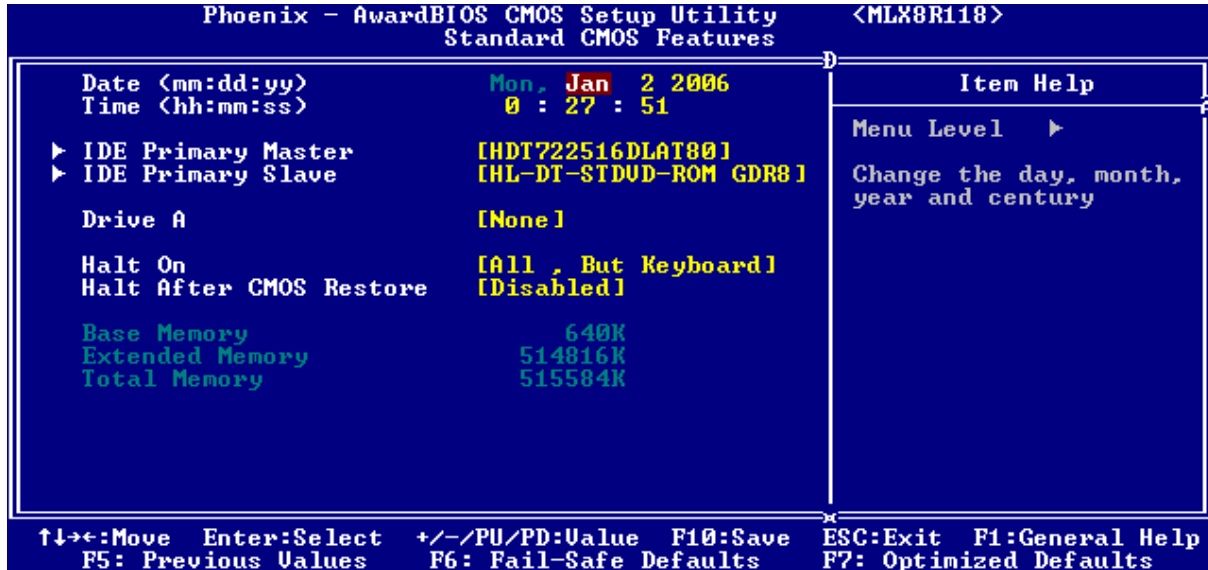 Phoenix - AwardBIOS CMOS Setup Utility <MLX8R118>
Standard CMOS Features
Date (mm:dd:yy) Mon, Jan 2 2006
Time (hh:mm:ss) 0 : 27 : 51
► IDE Primary Master [HDT722516DLAT80]
► IDE Primary Slave [HL-DT-STDVD-ROM GDR8]
Drive A [None]
Halt On [All , But Keyboard]
Halt After CMOS Restore [Disabled]
Base Memory 640K
Extended Memory 514816K
Total Memory 515584K
Item Help
Menu Level ►
Change the day, month,
year and century
↑↓→←:Move Enter:Select +/-/PU/PD:Value F10:Save ESC:Exit F1:General Help
F5: Previous Values F6: Fail-Safe Defaults F7: Optimized Defaults